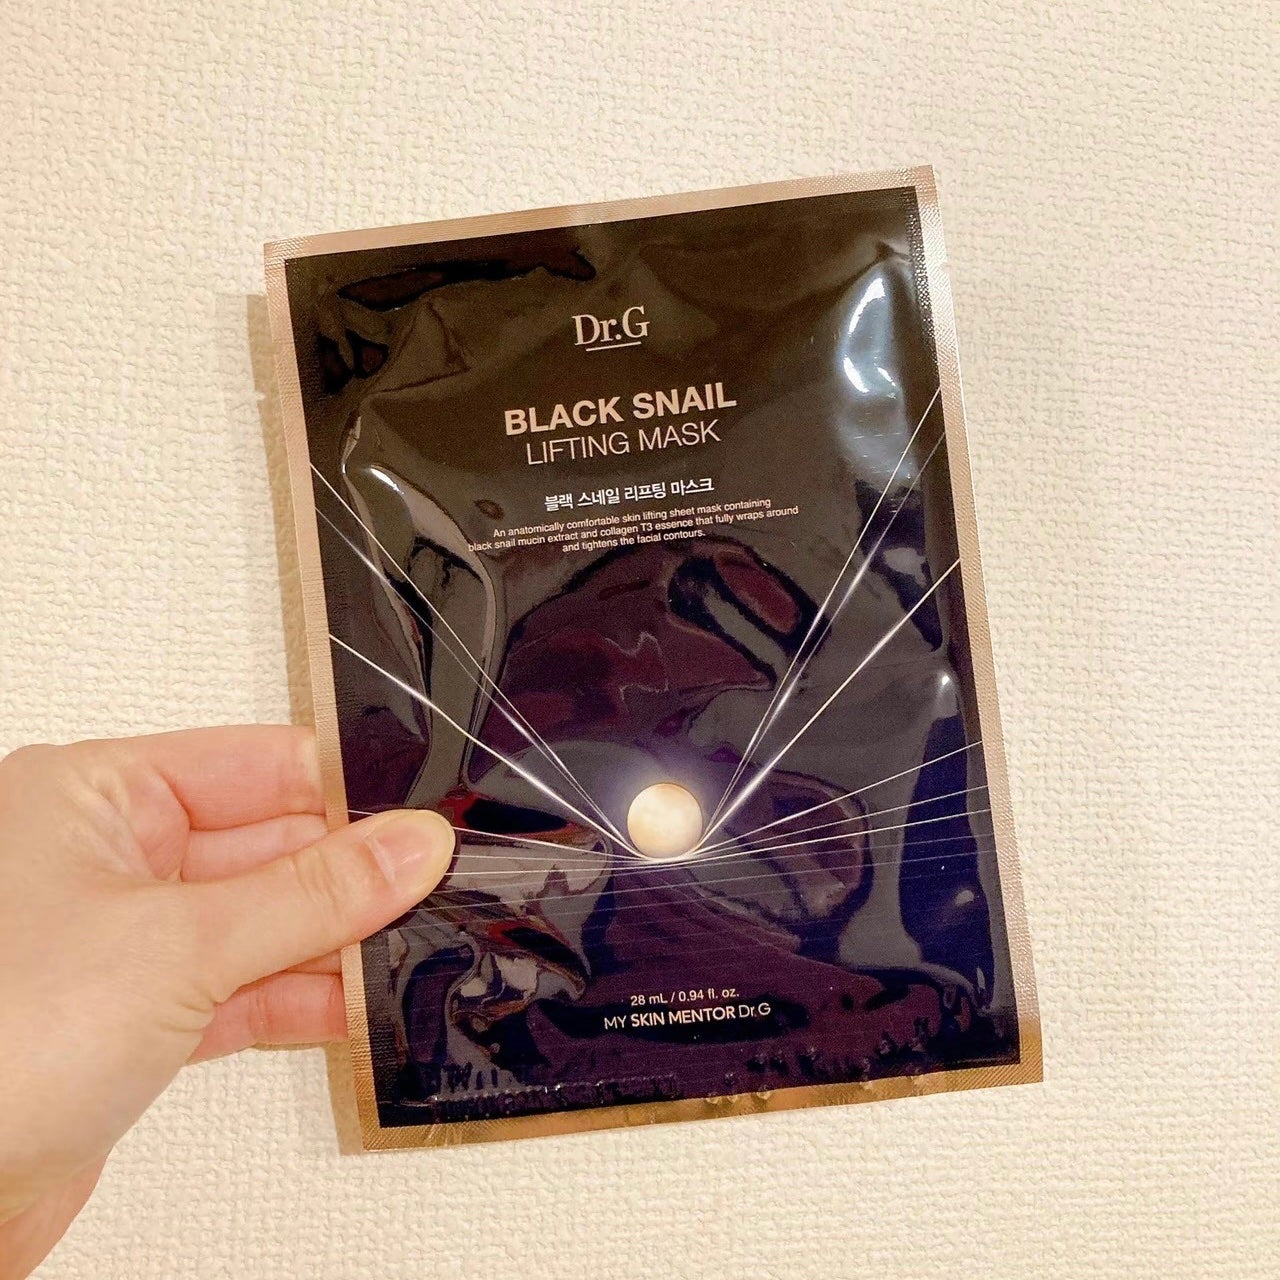 Dr.G
BLACK SNAIL
LIFTING MASK
블랙 스네일 리프팅 마스크
An anatomically comfortable skin lifting sheet mask containing
black snail mucin extract and collagen T3 essence that fully wraps around
and tightens the facial contours.
28 mL / 0.94 fl. oz.
MY SKIN MENTOR Dr.G